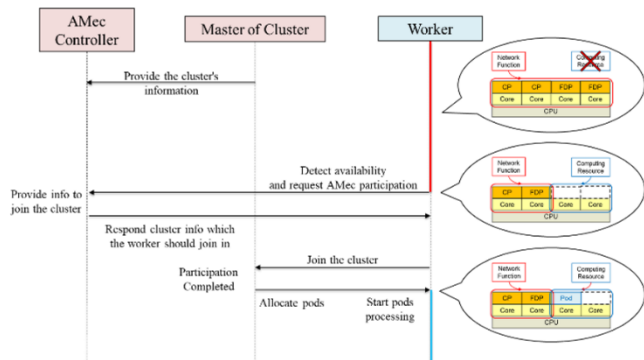 AMec
Controller
Master of Cluster
Worker
Provide the cluster's
information
Network
Function
Computing
Resource
CP CP FDP FDP
Core Core Core Core
CPU
Detect availability
and request AMec participation
Provide info to
join the cluster
Network
Function
Computing
Resource
CP FDP
Core Core Core Core
CPU
Respond cluster info which
the worker should join in
Join the cluster
Participation
Completed
Allocate pods
Start pods
processing
Network
Function
Computing
Resource
CP FDP Pod
Core Core Core Core
CPU